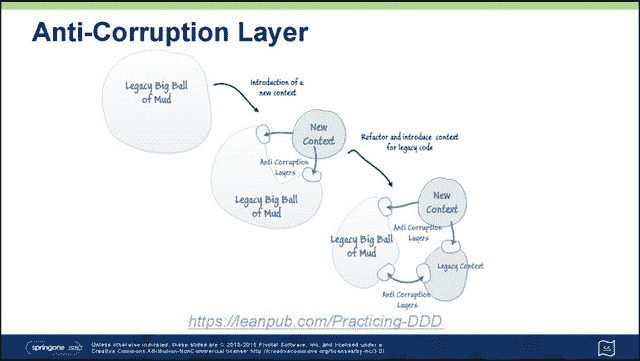 Anti-Corruption Layer
Legacy Big Ball
of Mud
Introduction of a
new context
New
Context
Anti Corruption
Layers
Legacy Big Ball
of Mud
Refactor and introduce context
for legacy code
New
Context
Anti Corruption
Layers
Legacy Big Ball
of Mud
Legacy Context
Anti Corruption
Layers
https://leanpub.com/Practicing-DDD
springone
Unless otherwise indicated, these slides are © 2013-2016 Pivotal Software, Inc. and licensed under a
Creative Commons Attribution-NonCommercial license: http://creativecommons.org/licenses/by-nc/3.0/